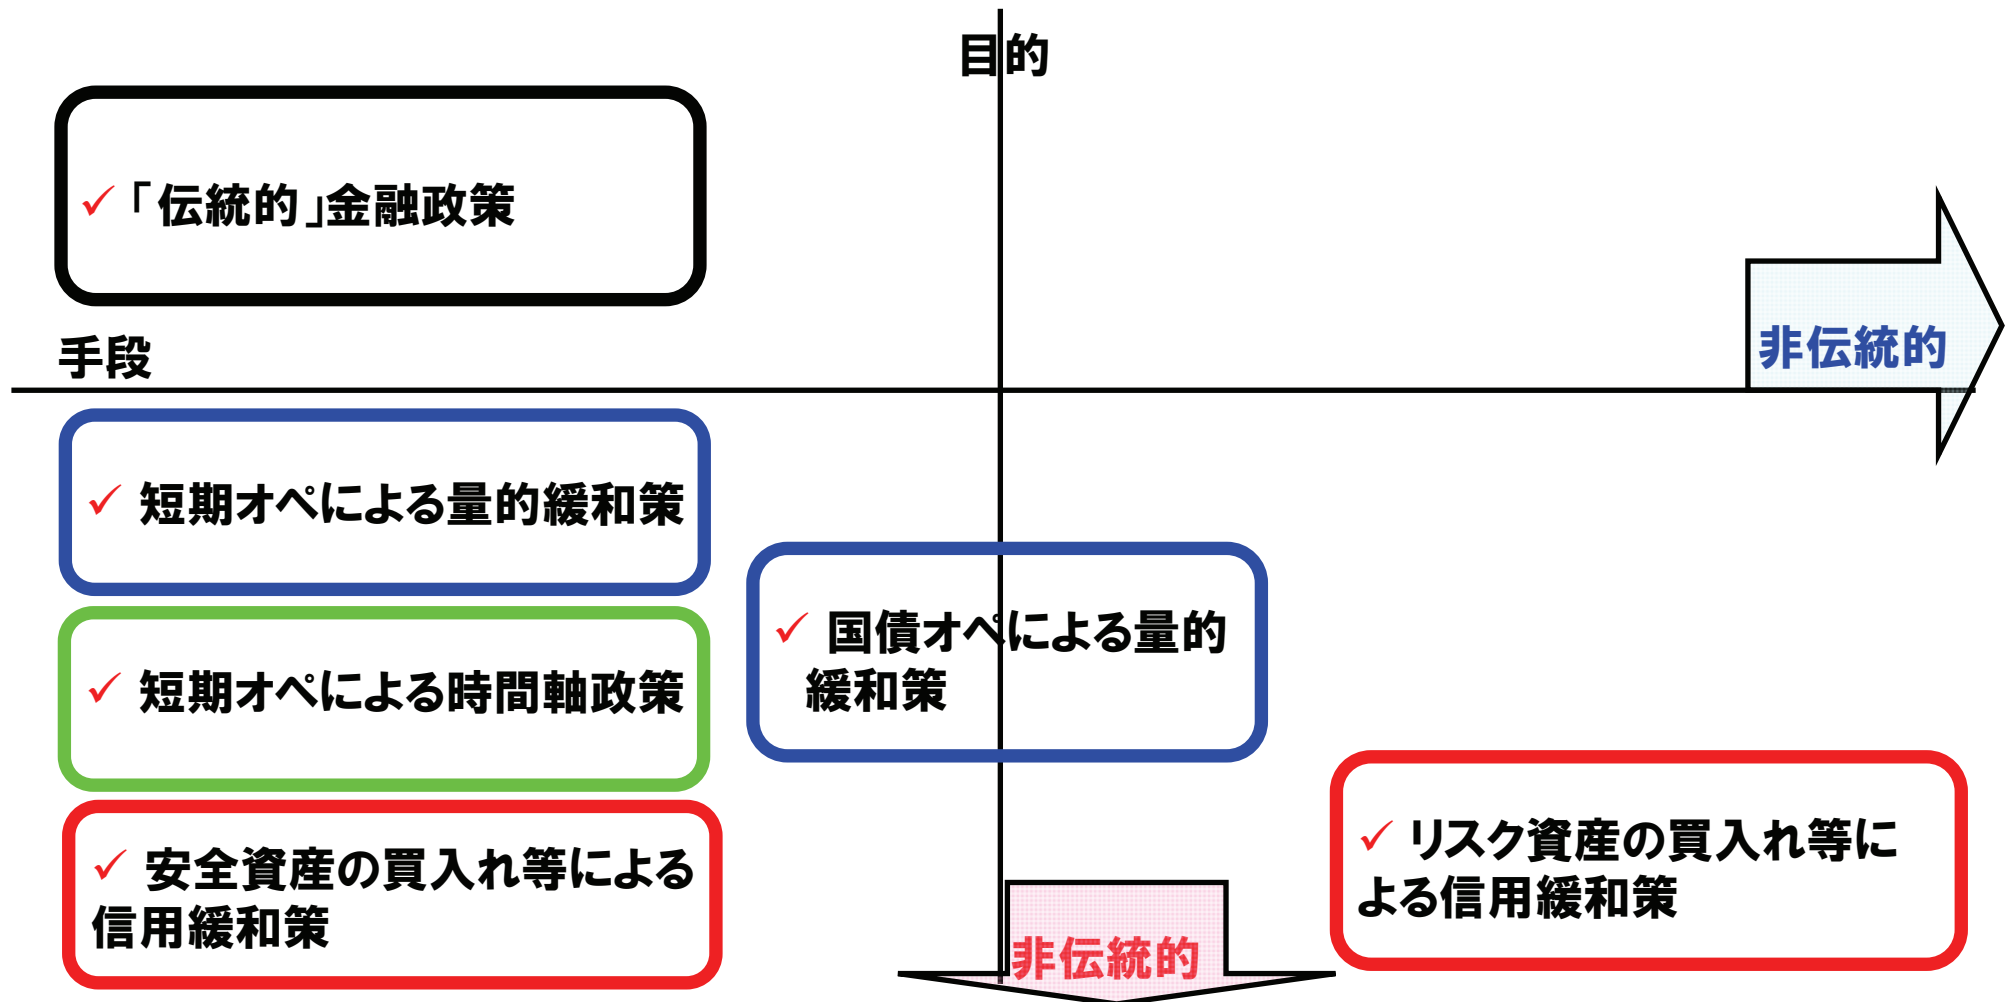 目的
✓「伝統的」金融政策
手段
非伝統的
✓ 短期オペによる量的緩和策
✓ 国債オペによる量的
緩和策
✓ 短期オペによる時間軸政策
✓ リスク資産の買入れ等に
よる信用緩和策
✓ 安全資産の買入れ等による
信用緩和策
非伝統的